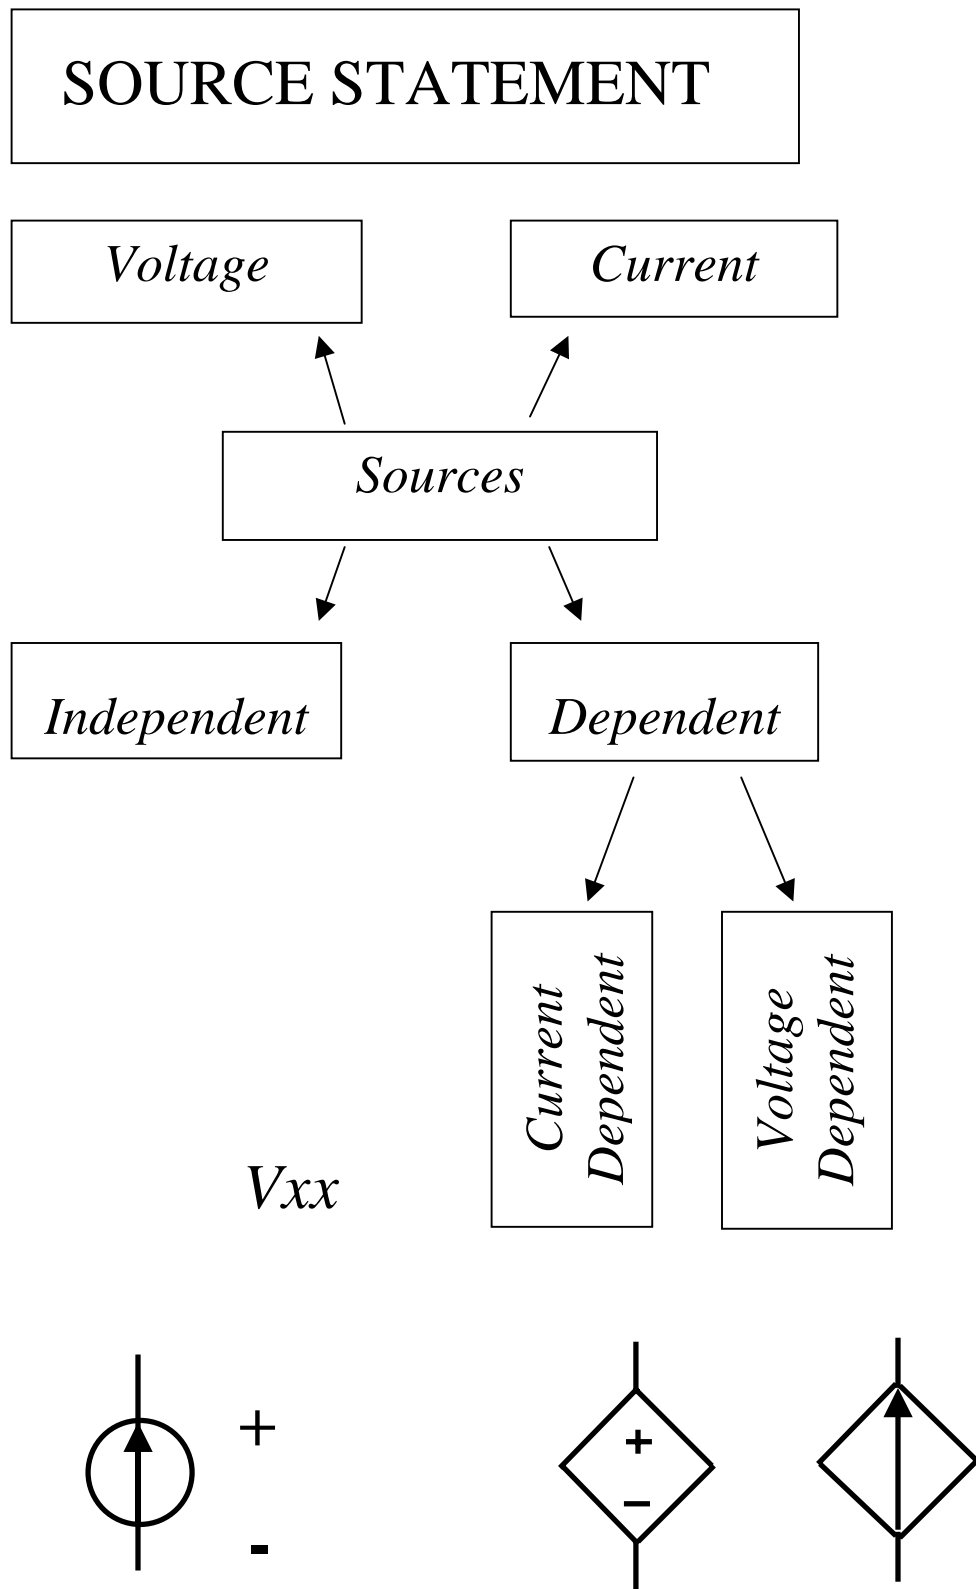 SOURCE STATEMENT
Voltage
Current
Sources
Independent
Dependent
Current
Dependent
Voltage
Dependent
Vxx
+
-
+
−